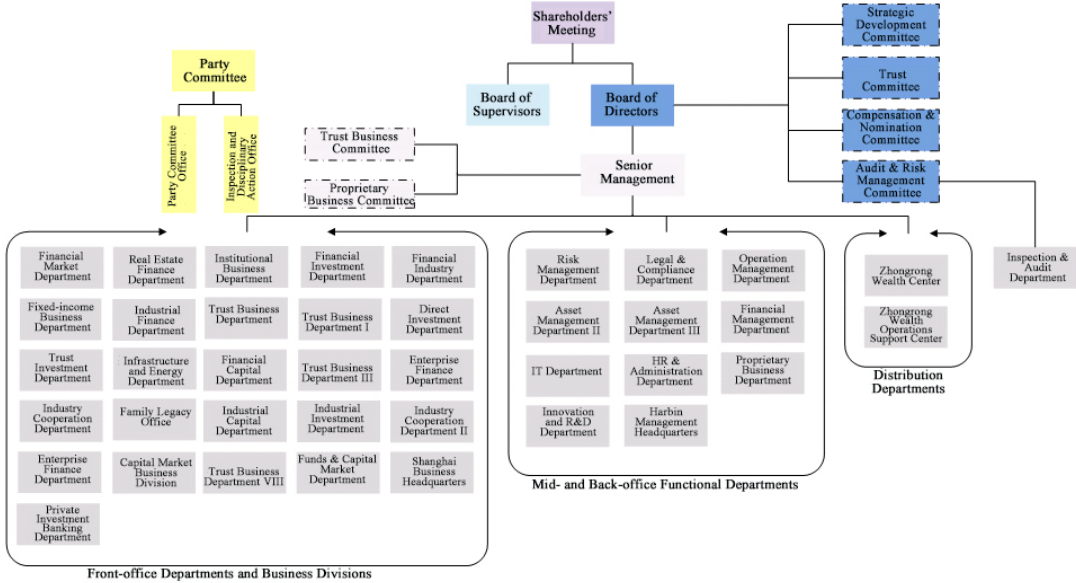 Shareholders'
Meeting
Strategic
Development
Committee
Party
Committee
Trust
Committee
Board of
Supervisors
Board of
Directors
Compensation &
Nomination
Committee
Party Committee
Office
Inspection and
Disciplinary
Action Office
Trust Business
Committee
Proprietary
Business Committee
Senior
Management
Audit & Risk
Management
Committee
Financial
Market
Department
Real Estate
Finance
Department
Institutional
Business
Department
Financial
Investment
Department
Financial
Industry
Department
Fixed-income
Business
Department
Industrial
Finance
Department
Trust Business
Department
Trust Business
Department I
Direct
Investment
Department
Trust
Investment
Department
Infrastructure
and Energy
Department
Financial
Capital
Department
Trust Business
Department III
Enterprise
Finance
Department
Industry
Cooperation
Department
Family Legacy
Office
Industrial
Capital
Department
Industrial
Investment
Department
Industry
Cooperation
Department II
Enterprise
Finance
Department
Capital Market
Business
Division
Trust Business
Department VIII
Funds & Capital
Market
Department
Shanghai
Business
Headquarters
Private
Investment
Banking
Department
Front-office Departments and Business Divisions
Risk
Management
Department
Legal &
Compliance
Department
Operation
Management
Department
Asset
Management
Department II
Asset
Management
Department III
Financial
Management
Department
IT Department
HR &
Administration
Department
Proprietary
Business
Department
Innovation
and R&D
Department
Harbin
Management
Headquarters
Mid- and Back-office Functional Departments
Zhongrong
Wealth Center
Zhongrong
Wealth
Operations
Support Center
Distribution
Departments
Inspection &
Audit
Department